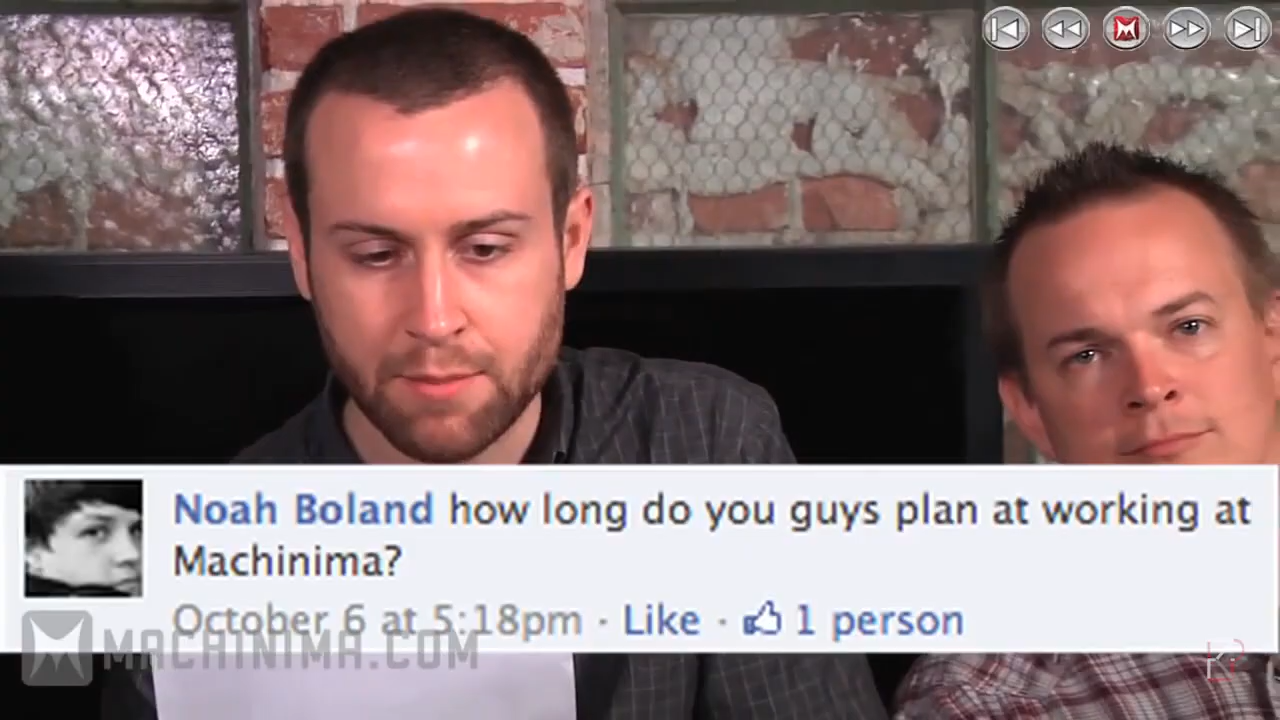 Noah Boland how long do you guys plan at working at
Machinima?
October 6 at 5:18pm · Like · 1 person
MACHINIMA.COM